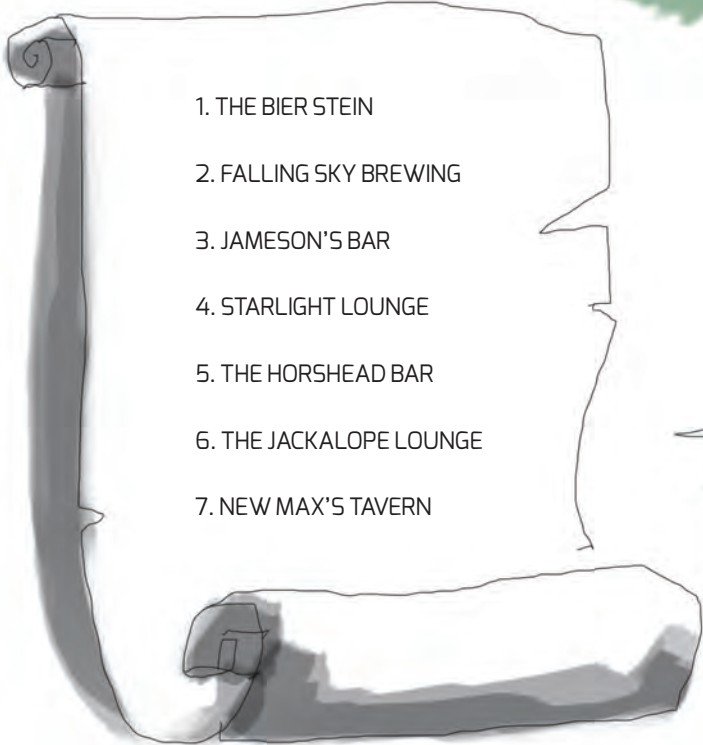 1. THE BIER STEIN
2. FALLING SKY BREWING
3. JAMESON'S BAR
4. STARLIGHT LOUNGE
5. THE HORSHEAD BAR
6. THE JACKALOPE LOUNGE
7. NEW MAX'S TAVERN